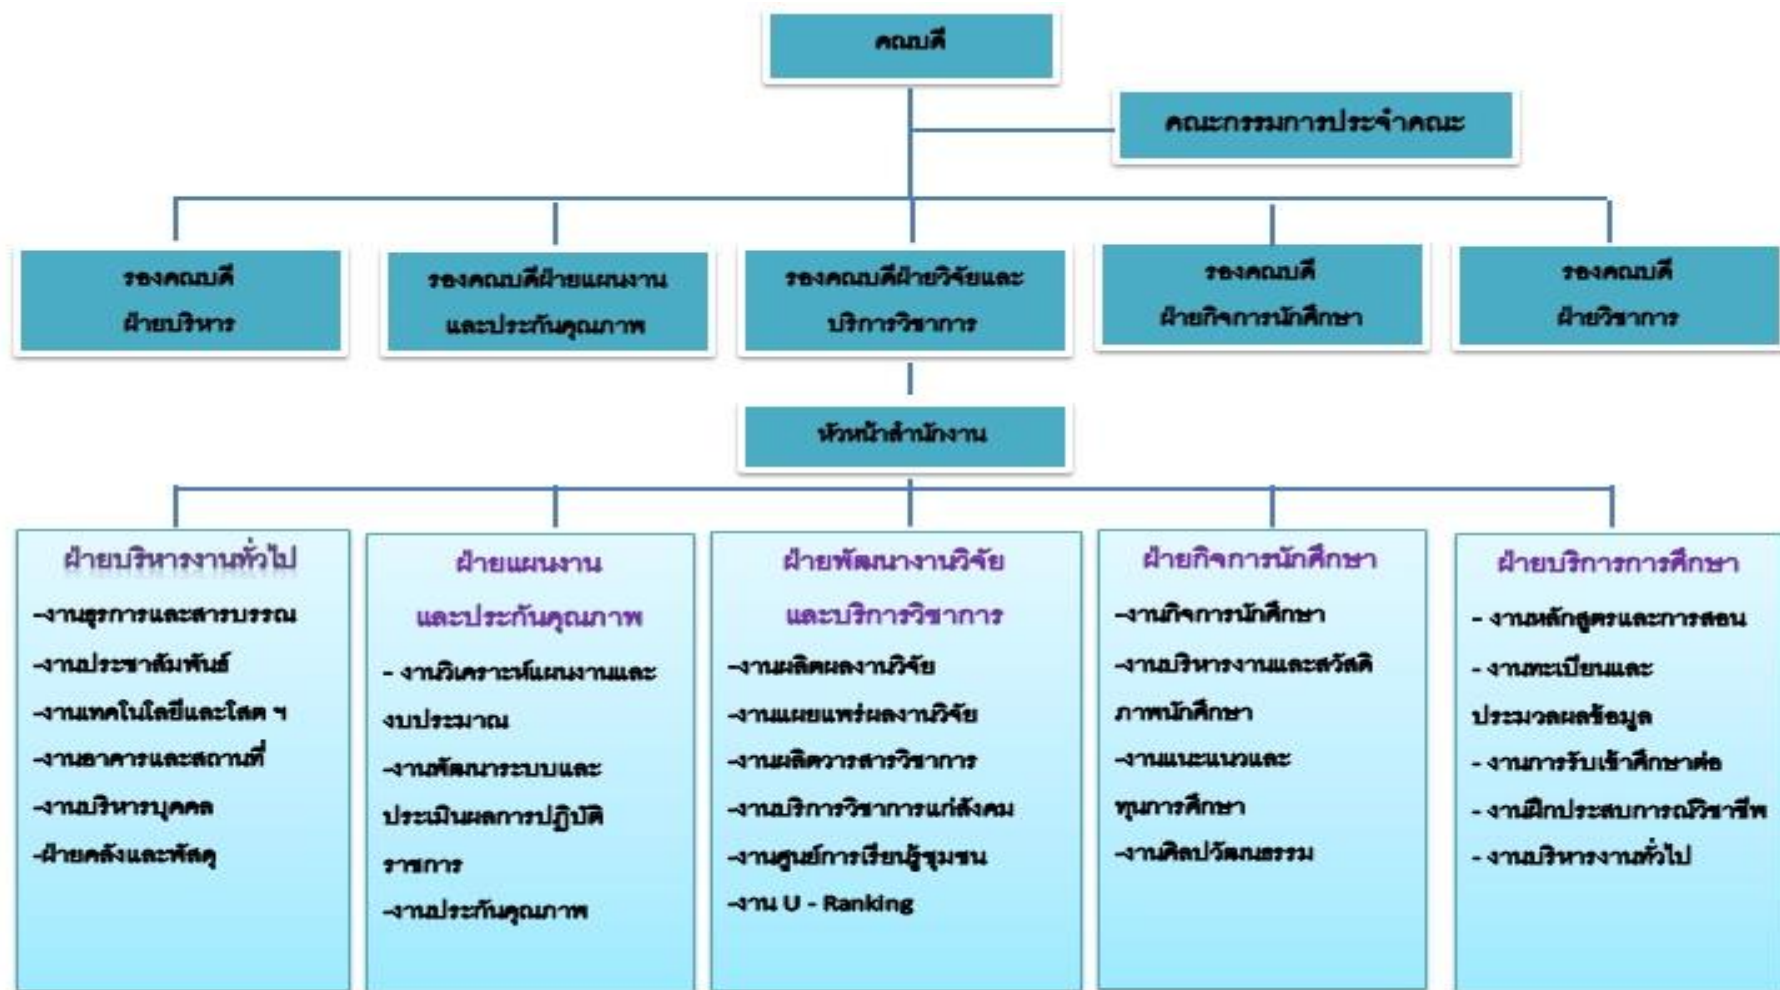 คณบดี
คณะกรรมการประจำคณะ
รองคณบดี
ฝ่ายบริหาร
รองคณบดีฝ่ายแผนงาน
และประกันคุณภาพ
รองคณบดีฝ่ายวิจัยและ
บริการวิชาการ
รองคณบดี
ฝ่ายกิจการนักศึกษา
รองคณบดี
ฝ่ายวิชาการ
หัวหน้าสำนักงาน
ฝ่ายบริหารงานทั่วไป
-งานธุรการและสารบรรณ
-งานประชาสัมพันธ์
-งานเทคโนโลยีและโสต ฯ
-งานอาคารและสถานที่
-งานบริหารบุคคล
-ฝ่ายคลังและพัสดุ
ฝ่ายแผนงาน
และประกันคุณภาพ
- งานวิเคราะห์แผนงานและ
งบประมาณ
-งานพัฒนาระบบและ
ประเมินผลการปฏิบัติ
ราชการ
-งานประกันคุณภาพ
ฝ่ายพัฒนางานวิจัย
และบริการวิชาการ
-งานผลิตผลงานวิจัย
-งานเผยแพร่ผลงานวิจัย
-งานผลิตวารสารวิชาการ
-งานบริการวิชาการแก่สังคม
-งานศูนย์การเรียนรู้ชุมชน
-งาน U - Ranking
ฝ่ายกิจการนักศึกษา
-งานกิจการนักศึกษา
-งานบริหารงานและสวัสดิ
ภาพนักศึกษา
-งานแนะแนวและ
ทุนการศึกษา
-งานศิลปวัฒนธรรม
ฝ่ายบริการการศึกษา
- งานหลักสูตรและการสอน
- งานทะเบียนและ
ประมวลผลข้อมูล
- งานการรับเข้าศึกษาต่อ
- งานฝึกประสบการณ์วิชาชีพ
- งานบริหารงานทั่วไป